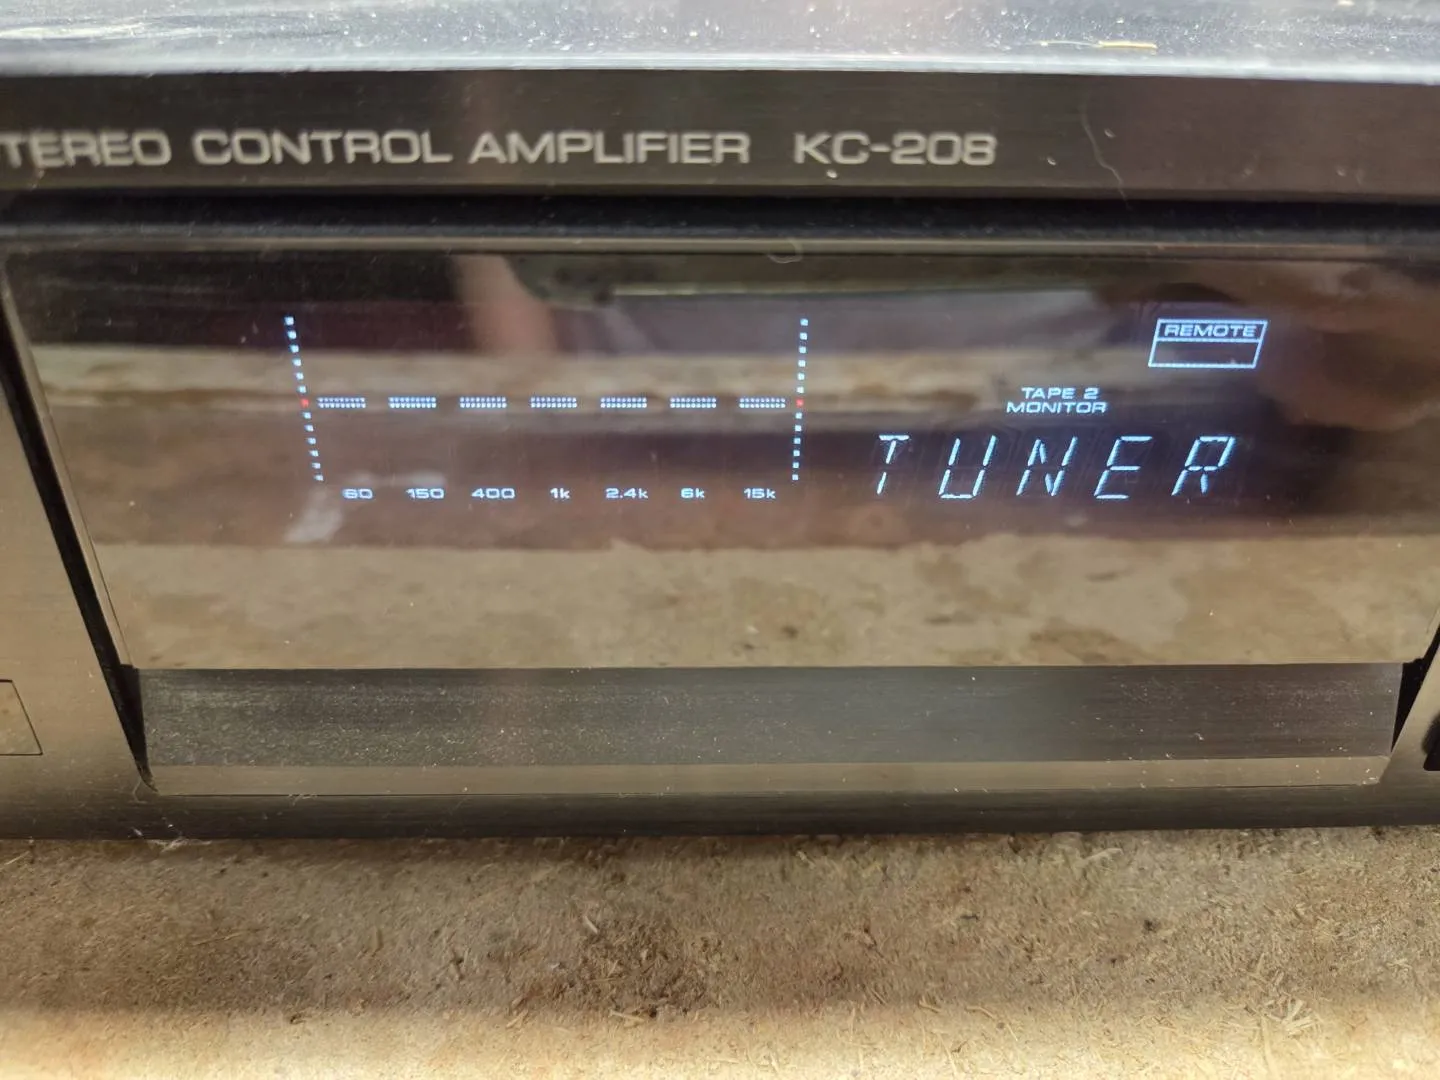 TEREO CONTROL AMPLIFIER KC-208
REMOTE
TAPE 2
MONITOR
TUNER
60 150 400 1k 2.4k 6k 15k